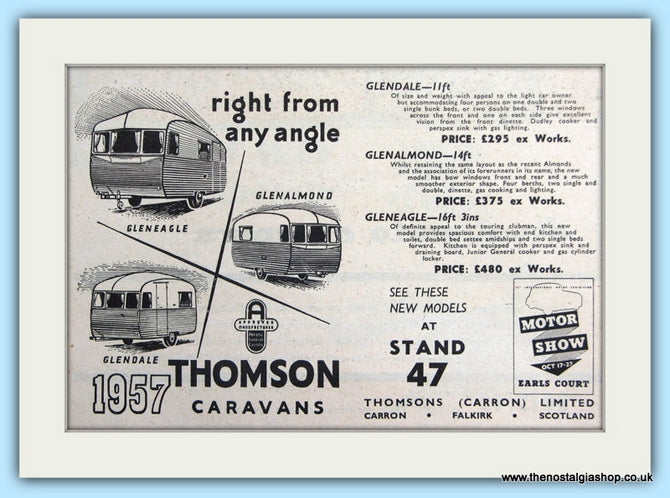 right from
any angle
GLENEAGLE
GLENALMOND
GLENDALE
APPROVED
MANUFACTURER
1957
THOMSON
CARAVANS
GLENDALE—11ft
Of size and weight with appeal to the light car owner
but accommodating four persons on one double and two
single bunk beds, or two double beds. Three windows
across the front and one on each side give excellent
vision from the front dinette. Dudley cooker and
perspex sink with gas lighting.
PRICE: £295 ex Works.
GLENALMOND—14ft
Whilst retaining the same layout as the recent Almonds
and the association of its forerunners in its name, the new
model has bow windows front and rear and a much
smoother exterior shape. Four berths, two single and
double, dinette, gas cooking and lighting.
PRICE: £375 ex Works.
GLENEAGLE—16ft 3ins
Of definite appeal to the touring clubman, this new
model provides spacious comfort with end kitchen and
toilet, double bed settee amidships and two single beds
forward. Kitchen is equipped with perspex sink and
draining board, Junior General cooker and gas cylinder
locker.
PRICE: £480 ex Works.
SEE THESE
NEW MODELS
AT
STAND
47
INTERNATIONAL MOTOR EXHIBITION
MOTOR
SHOW
OCT 17-27
EARLS COURT
THOMSONS (CARRON) LIMITED
CARRON • FALKIRK • SCOTLAND
www.thenostalgiashop.co.uk